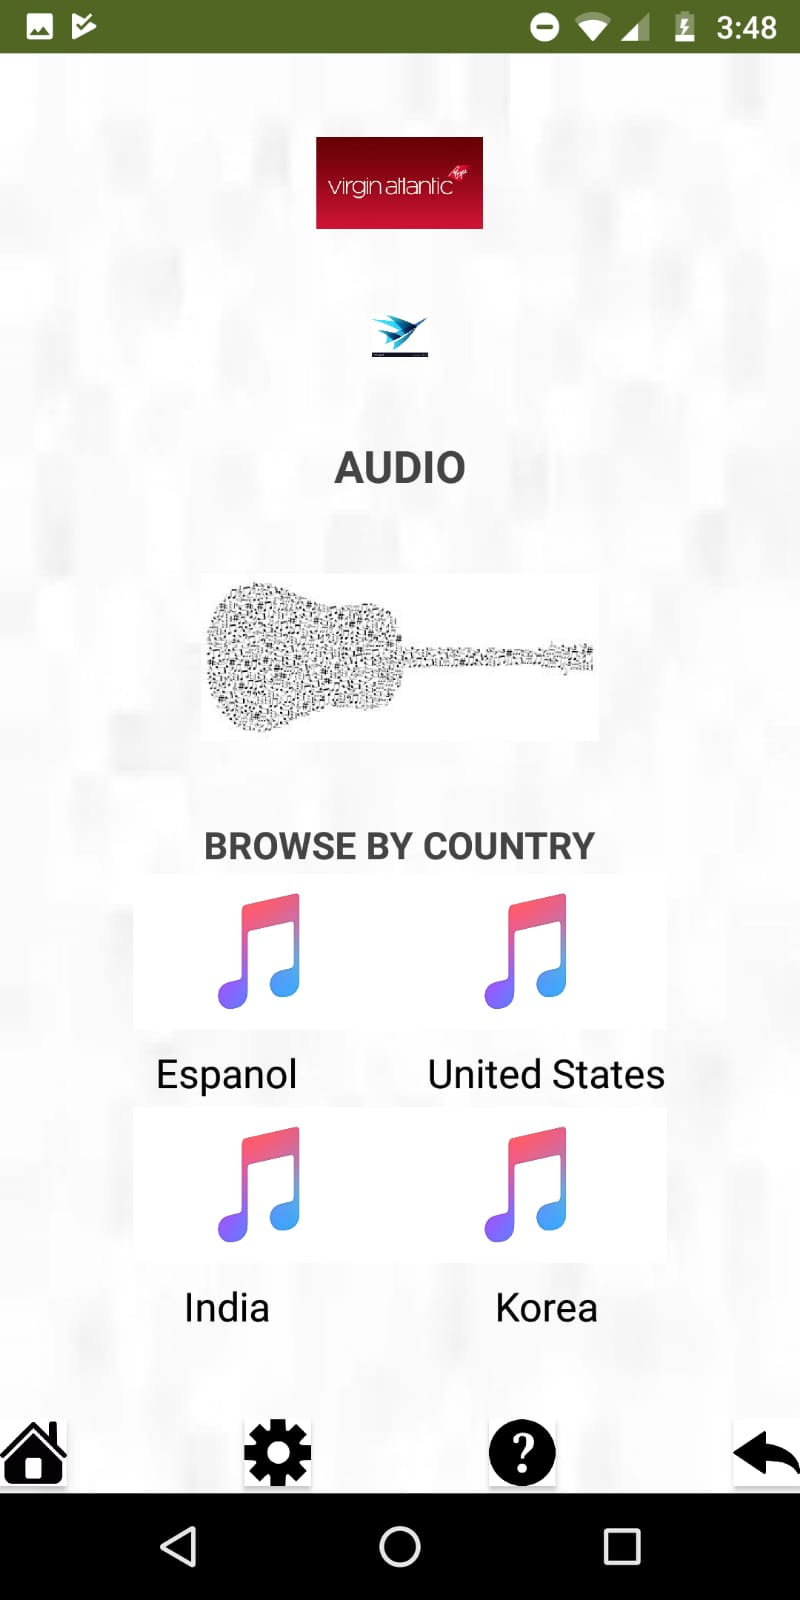 3:48
virgin atlantic
AUDIO
BROWSE BY COUNTRY
Espanol
United States
India
Korea
?